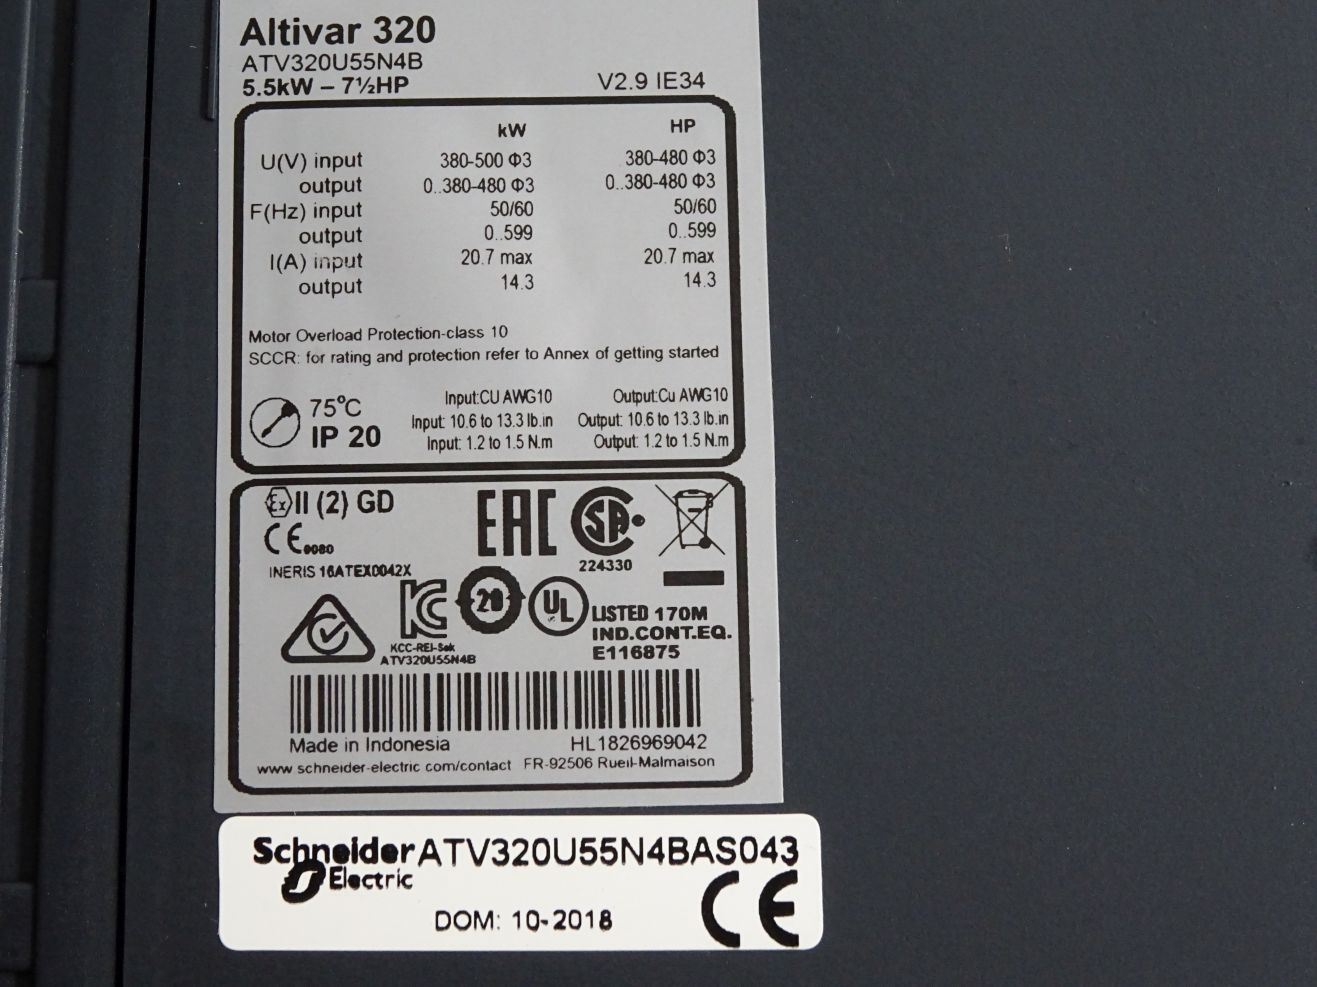 Altivar 320
ATV320U55N4B
5.5kW – 7½HP V2.9 IE34
kW HP
U(V) input 380-500 Φ3 380-480 Φ3
output 0..380-480 Φ3 0..380-480 Φ3
F(Hz) input 50/60 50/60
output 0..599 0..599
I(A) input 20.7 max 20.7 max
output 14.3 14.3
Motor Overload Protection-class 10
SCCR: for rating and protection refer to Annex of getting started
75°C Input:CU AWG10 Output:Cu AWG10
IP 20 Input: 10.6 to 13.3 lb.in Output: 10.6 to 13.3 lb.in
Input: 1.2 to 1.5 N.m Output: 1.2 to 1.5 N.m
Ex II (2) GD EAC SA
CE 0080
INERIS 16ATEX0042X 224330
KC 20 UL LISTED 170M
IND.CONT.EQ.
KCC-REI-Sek E116875
ATV320U55N4B
Made in Indonesia HL1826969042
www.schneider-electric.com/contact FR-92506 Rueil-Malmaison
Schneider Electric ATV320U55N4BAS043
DOM: 10-2018 CE